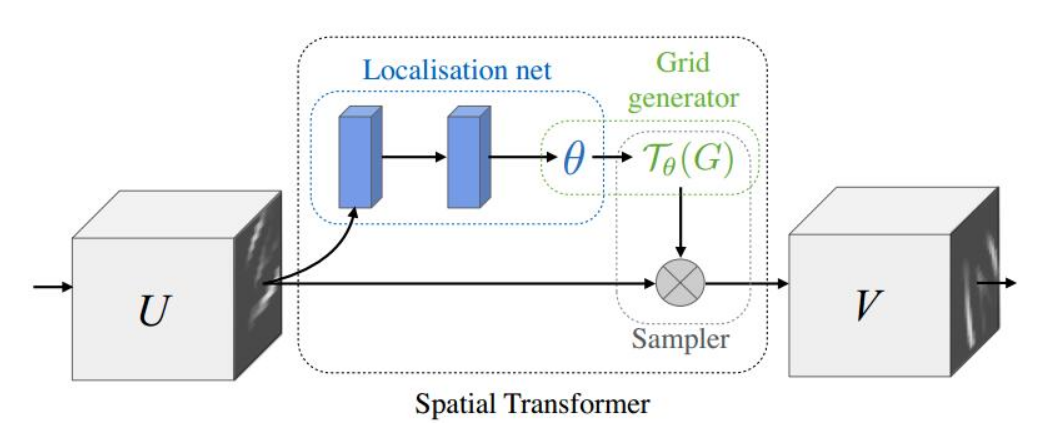 Localisation net
Grid
generator
θ
𝒯θ(G)
U
V
Sampler
Spatial Transformer